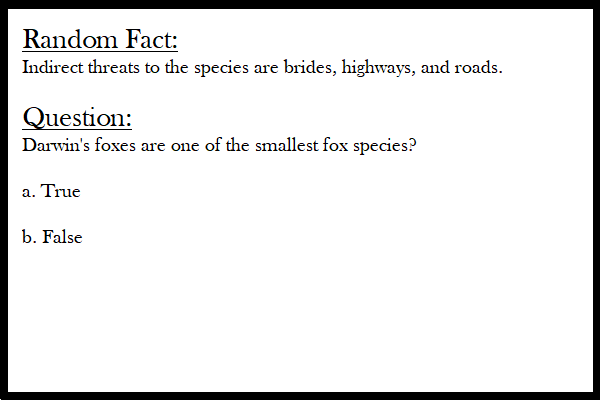 Random Fact:
Indirect threats to the species are brides, highways, and roads.
Question:
Darwin's foxes are one of the smallest fox species?
a. True
b. False